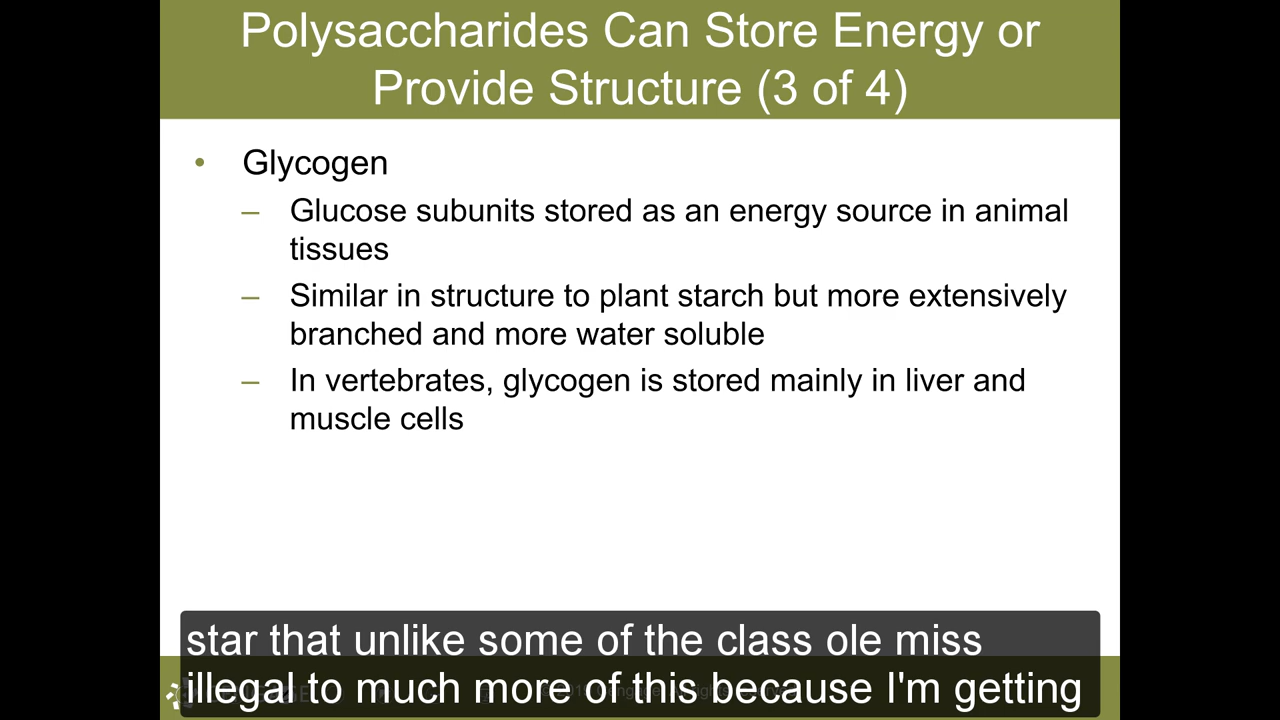 Polysaccharides Can Store Energy or
Provide Structure (3 of 4)
• Glycogen
– Glucose subunits stored as an energy source in animal
tissues
– Similar in structure to plant starch but more extensively
branched and more water soluble
– In vertebrates, glycogen is stored mainly in liver and
muscle cells
star that unlike some of the class ole miss
illegal to much more of this because I'm getting